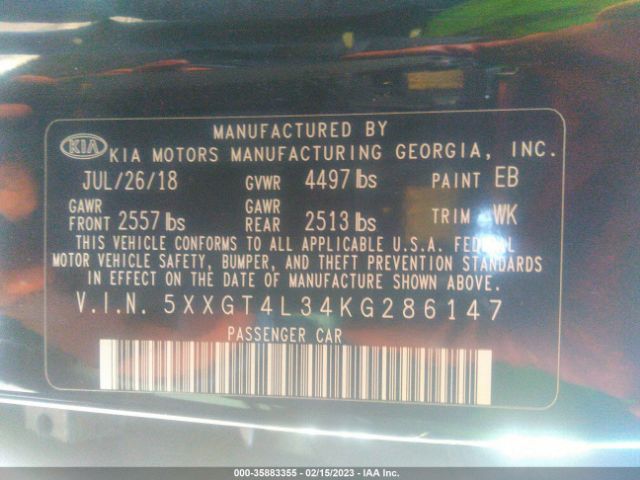 MANUFACTURED BY
KIA KIA MOTORS MANUFACTURING GEORGIA, INC.
JUL/26/18 GVWR 4497 lbs PAINT EB
GAWR FRONT 2557 lbs GAWR REAR 2513 lbs TRIM WK
THIS VEHICLE CONFORMS TO ALL APPLICABLE U.S.A. FEDERAL
MOTOR VEHICLE SAFETY, BUMPER, AND THEFT PREVENTION STANDARDS
IN EFFECT ON THE DATE OF MANUFACTURE SHOWN ABOVE.
V.I.N. 5XXGT4L34KG286147
PASSENGER CAR
000-35883355 — 02/15/2023 — IAA Inc.